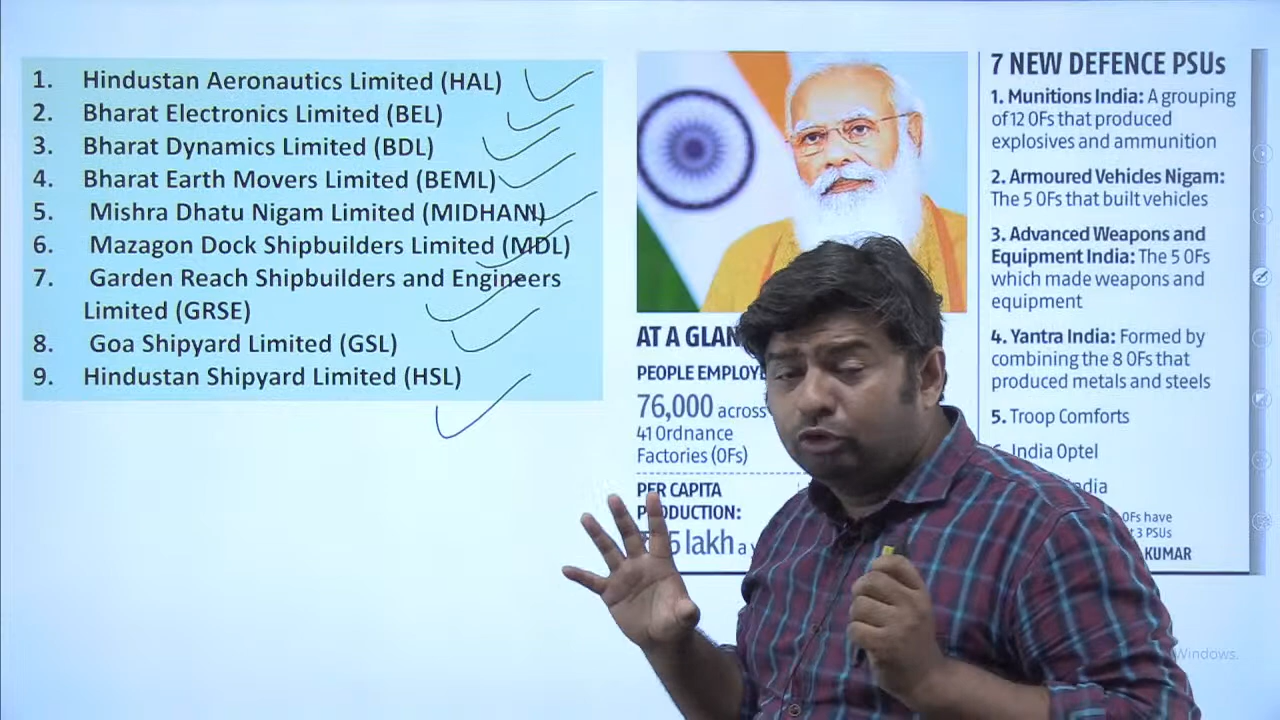 1. Hindustan Aeronautics Limited (HAL)
2. Bharat Electronics Limited (BEL)
3. Bharat Dynamics Limited (BDL)
4. Bharat Earth Movers Limited (BEML)
5. Mishra Dhatu Nigam Limited (MIDHANI)
6. Mazagon Dock Shipbuilders Limited (MDL)
7. Garden Reach Shipbuilders and Engineers
Limited (GRSE)
8. Goa Shipyard Limited (GSL)
9. Hindustan Shipyard Limited (HSL)
AT A
PEOPLE
76,000 across
41 Ordnance
Factories (OFs)
PER CAPITA
PRODUCTION:
lakh a
7 NEW DEFENCE PSUs
1. Munitions India: A grouping
of 12 OFs that produced
explosives and ammunition
2. Armoured Vehicles Nigam:
The 5 OFs that built vehicles
3. Advanced Weapons and
Equipment India: The 5 OFs
which made weapons and
equipment
4. Yantra India: Formed by
combining the 8 OFs that
produced metals and steels
5. Troop Comforts
India Optel
OFs have
3 PSUs
KUMAR
Windows.